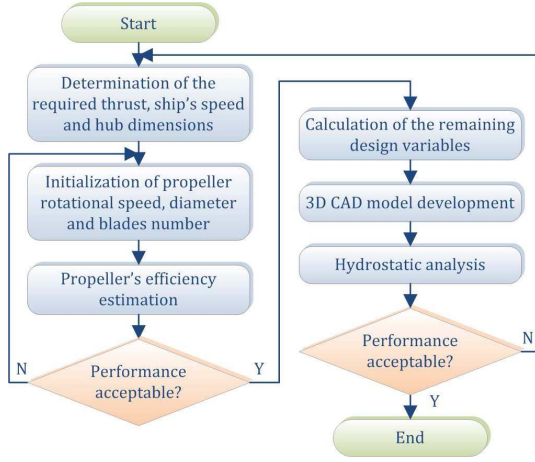 Start
Determination of the
required thrust, ship's speed
and hub dimensions
Initialization of propeller
rotational speed, diameter
and blades number
Propeller's efficiency
estimation
N
Performance
acceptable?
Y
Calculation of the remaining
design variables
3D CAD model development
Hydrostatic analysis
Performance
acceptable?
N
Y
End